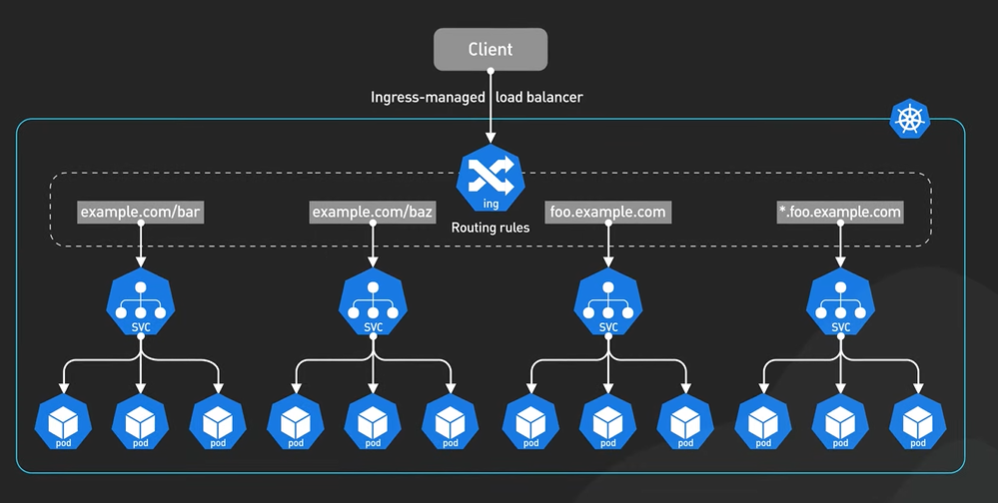 Client
Ingress-managed load balancer
ing
Routing rules
example.com/bar
example.com/baz
foo.example.com
*.foo.example.com
SVC
SVC
SVC
SVC
pod
pod
pod
pod
pod
pod
pod
pod
pod
pod
pod
pod